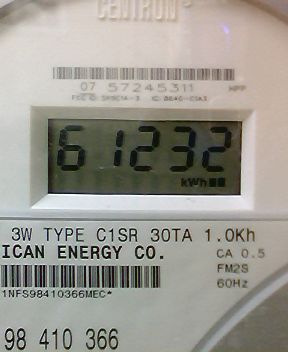 CENTRON®
07 57245311
61232
kWh
3W TYPE C1SR 30TA 1.0Kh
ICAN ENERGY CO.
CA 0.5
FM2S
60Hz
1NFS98410366MEC*
98 410 366